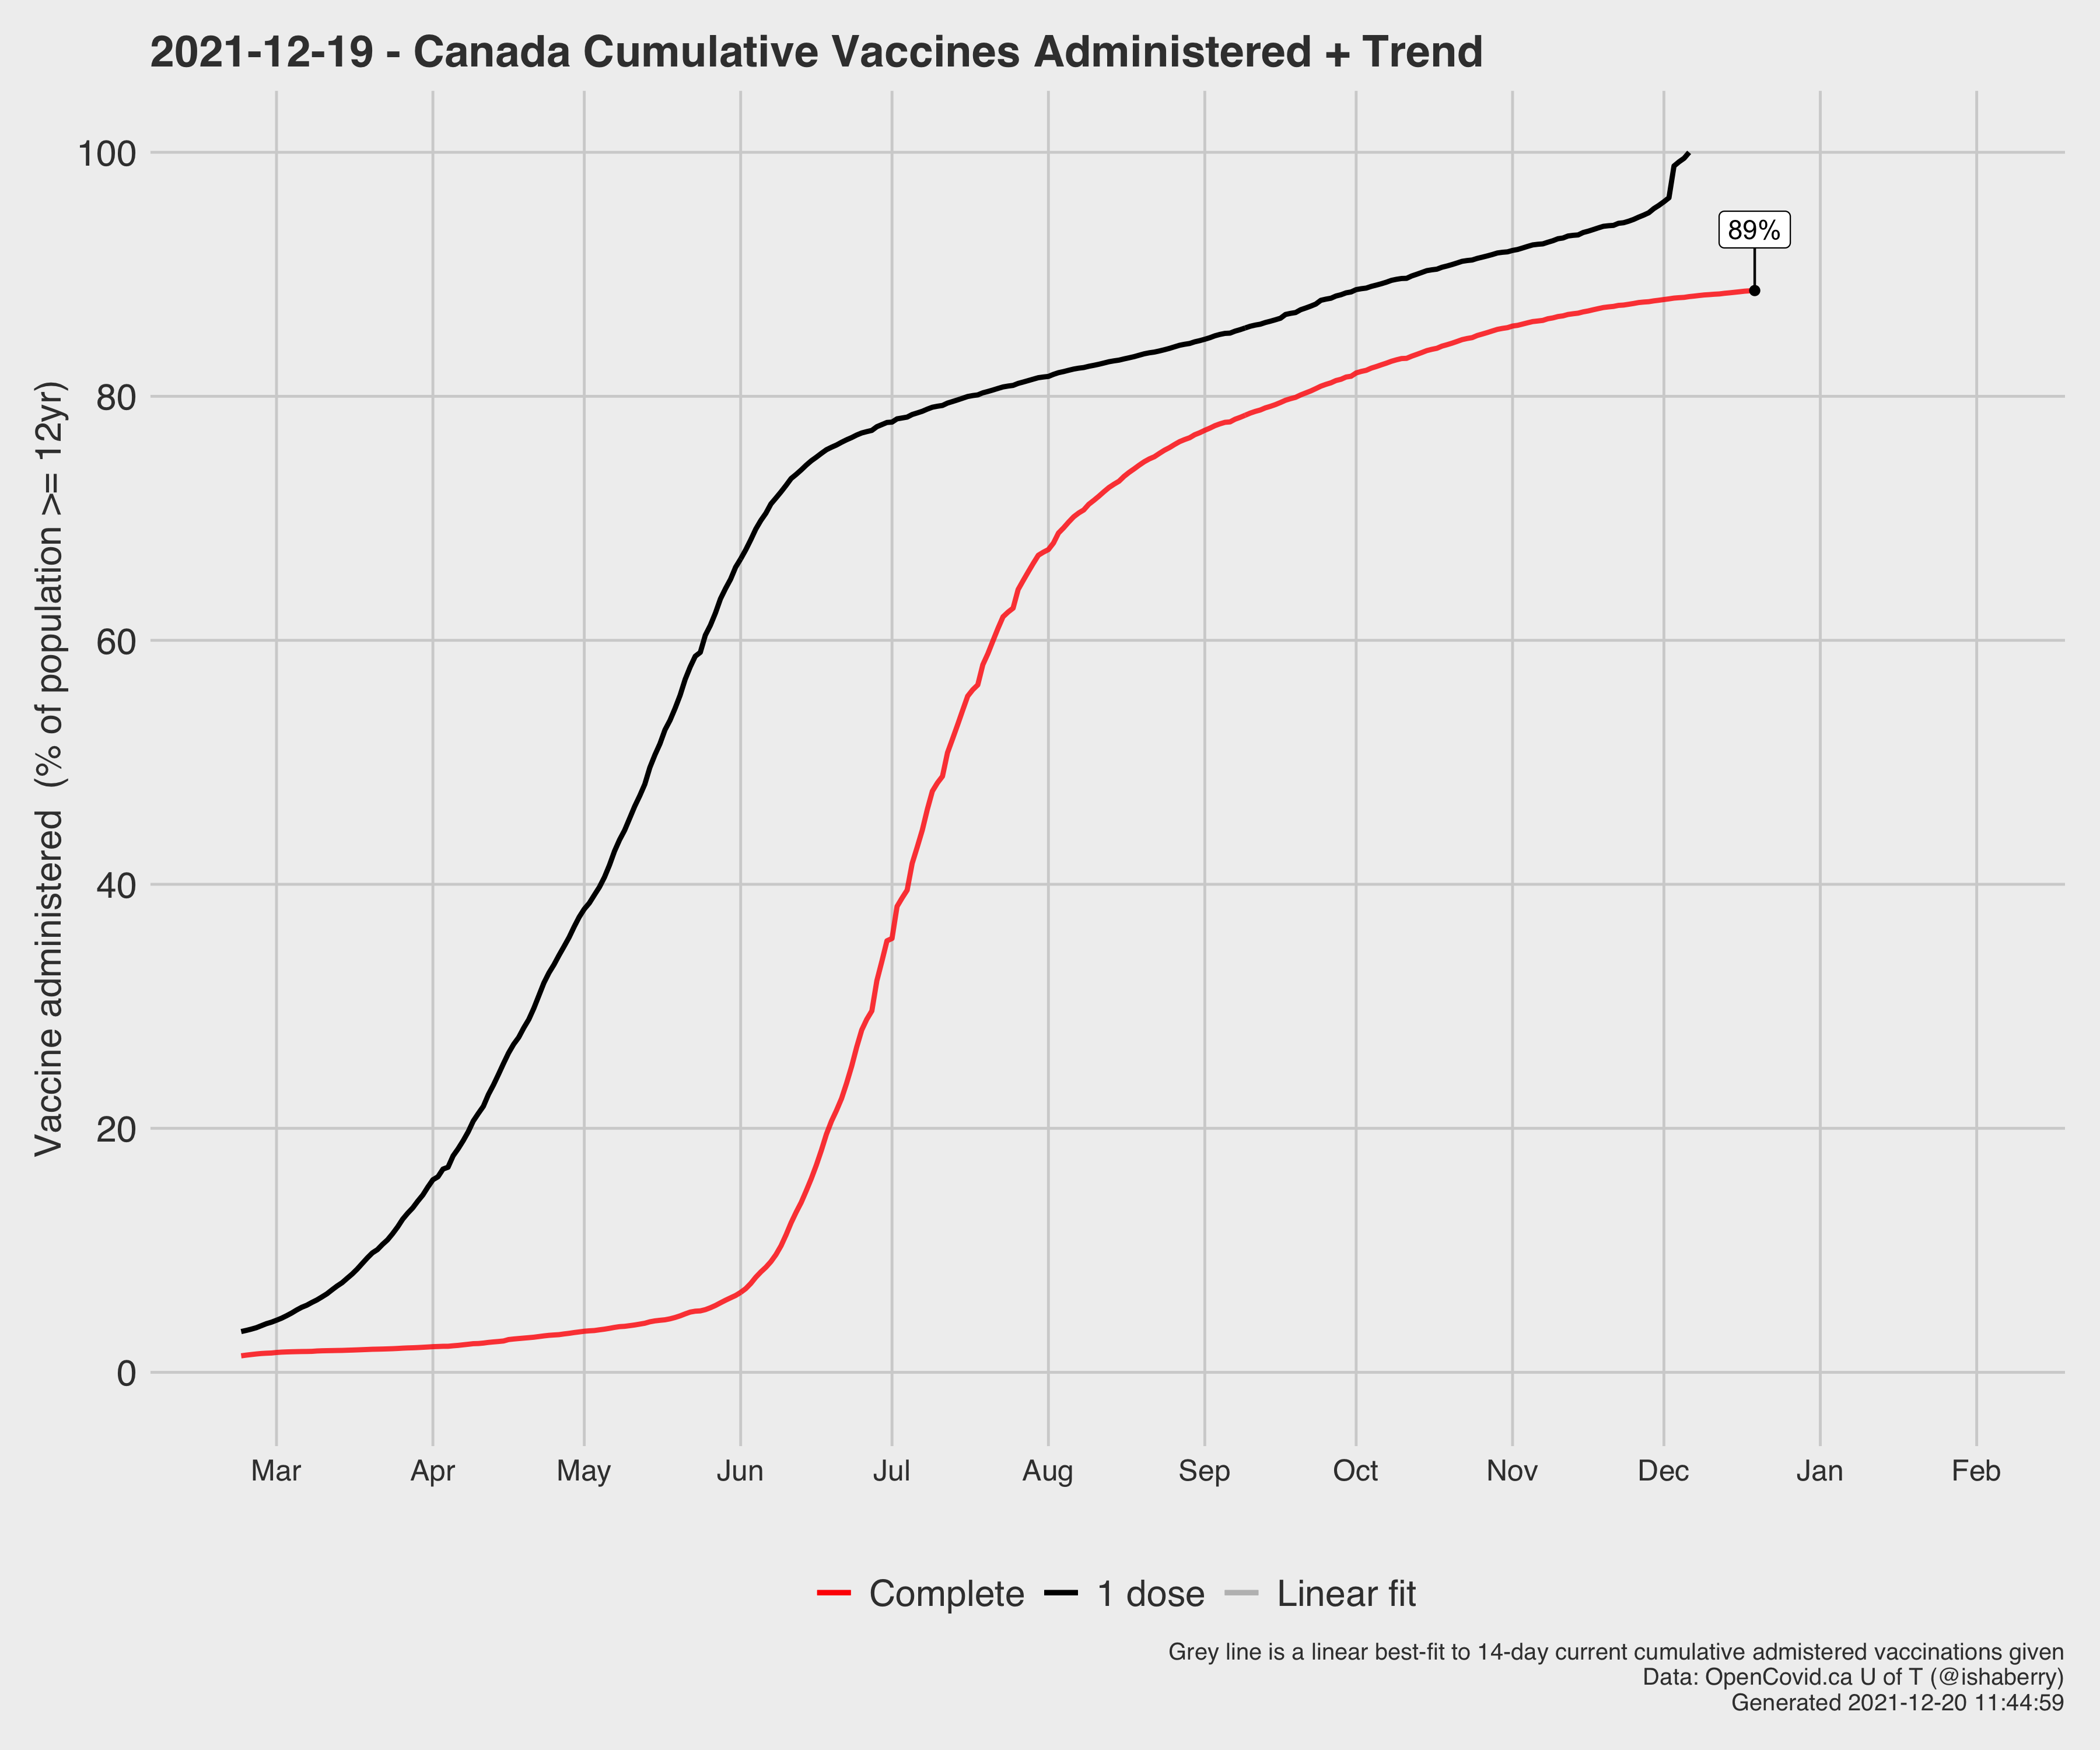 2021-12-19 - Canada Cumulative Vaccines Administered + Trend
Vaccine administered  (% of population >= 12yr)
100
80
60
40
20
0
89%
Mar Apr May Jun Jul Aug Sep Oct Nov Dec Jan Feb
Complete 1 dose Linear fit
Grey line is a linear best-fit to 14-day current cumulative admistered vaccinations given
Data: OpenCovid.ca U of T (@ishaberry)
Generated 2021-12-20 11:44:59